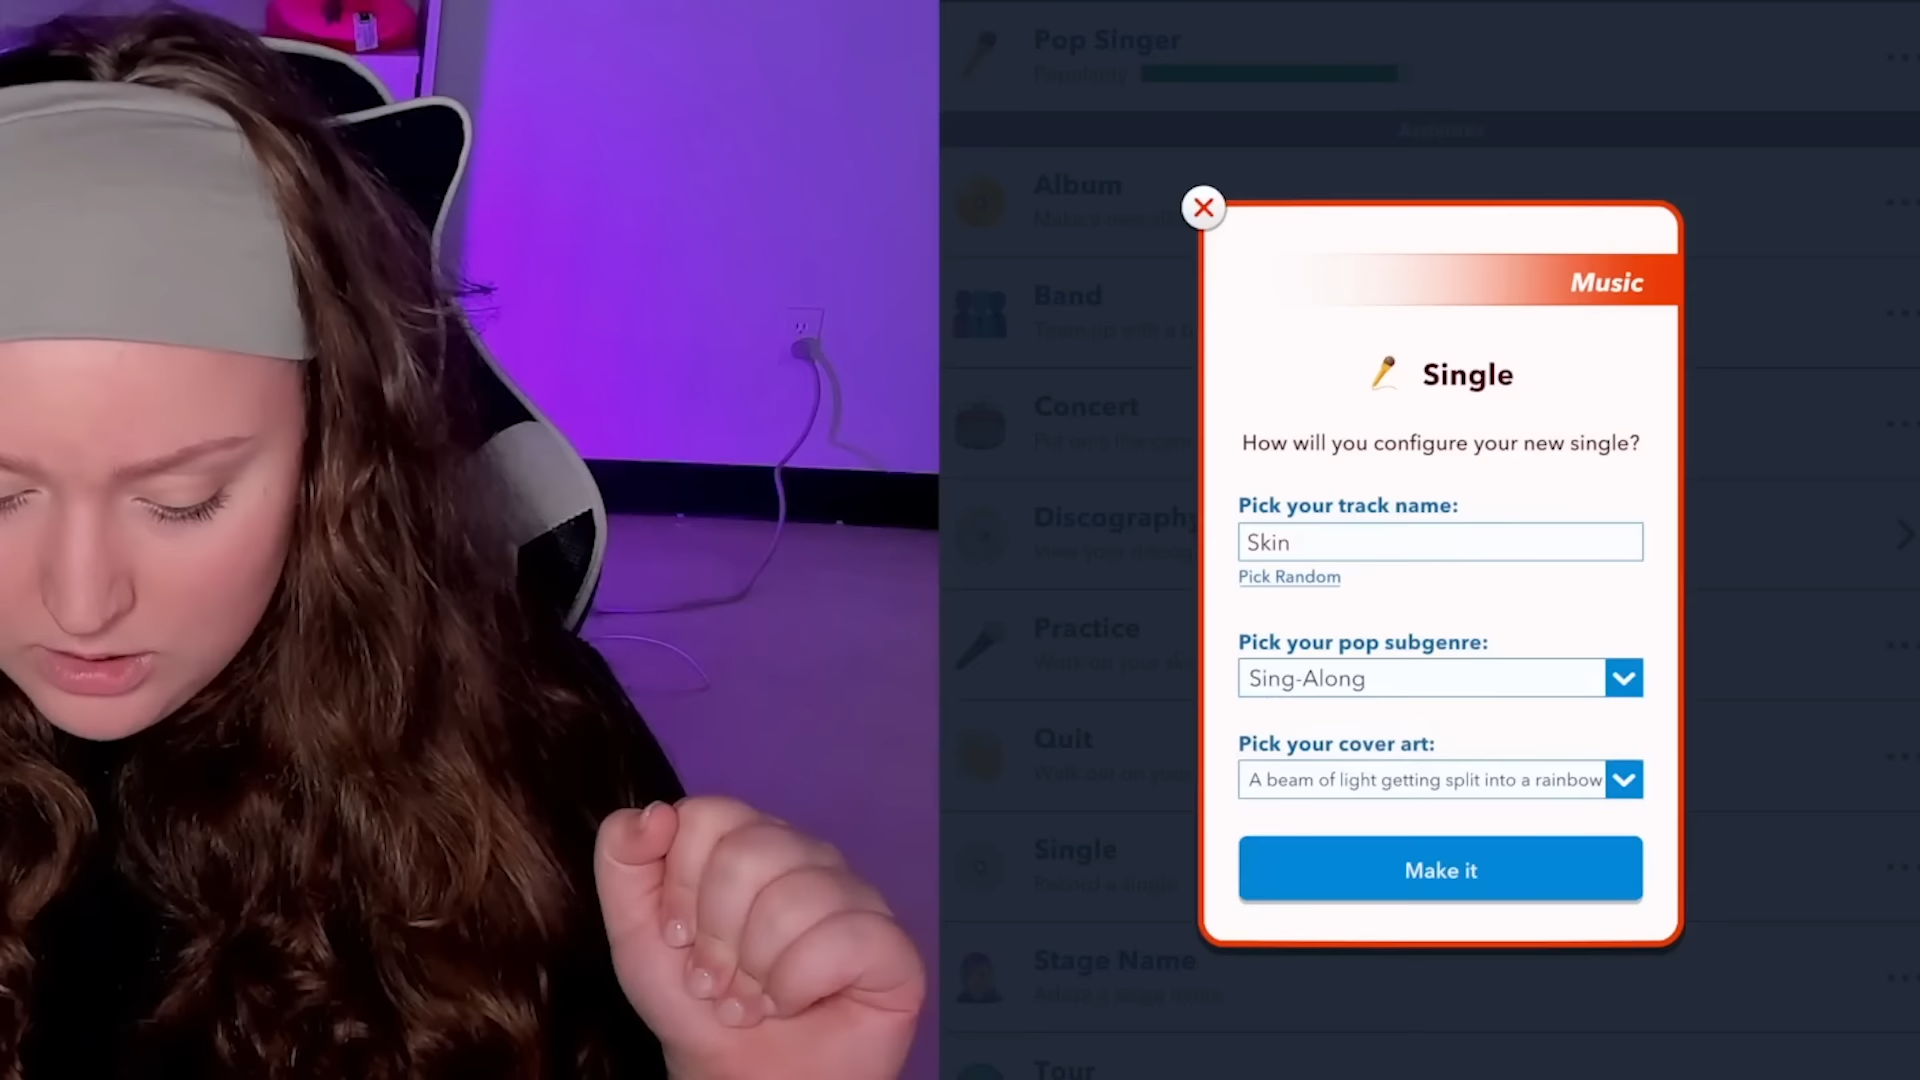 Pop Singer
Popularity
Activities
Album
Band
Concert
Discography
Practice
Quit
Single
Stage Name
Tour
Music
Single
How will you configure your new single?
Pick your track name:
Skin
Pick Random
Pick your pop subgenre:
Sing-Along
Pick your cover art:
A beam of light getting split into a rainbow
Make it